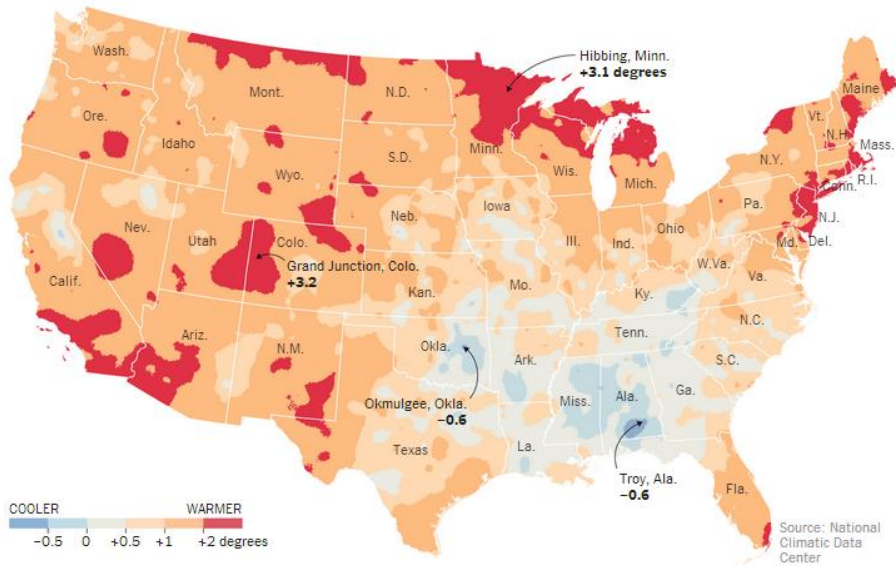 Wash.
Mont.
N.D.
Hibbing, Minn.
+3.1 degrees
Maine
Ore.
Idaho
Minn.
Vt.
N.H.
Mass.
S.D.
Wis.
N.Y.
Wyo.
Mich.
Conn.
R.I.
Nev.
Utah
Neb.
Iowa
Pa.
N.J.
Colo.
Ill.
Ind.
Ohio
Md.
Del.
Calif.
Grand Junction, Colo.
+3.2
Kan.
Mo.
W.Va.
Va.
Ky.
Ariz.
N.M.
Okla.
Ark.
Tenn.
N.C.
S.C.
Okmulgee, Okla.
−0.6
Miss.
Ala.
Ga.
Texas
La.
Troy, Ala.
−0.6
Fla.
COOLER WARMER
−0.5 0 +0.5 +1 +2 degrees
Source: National
Climatic Data
Center